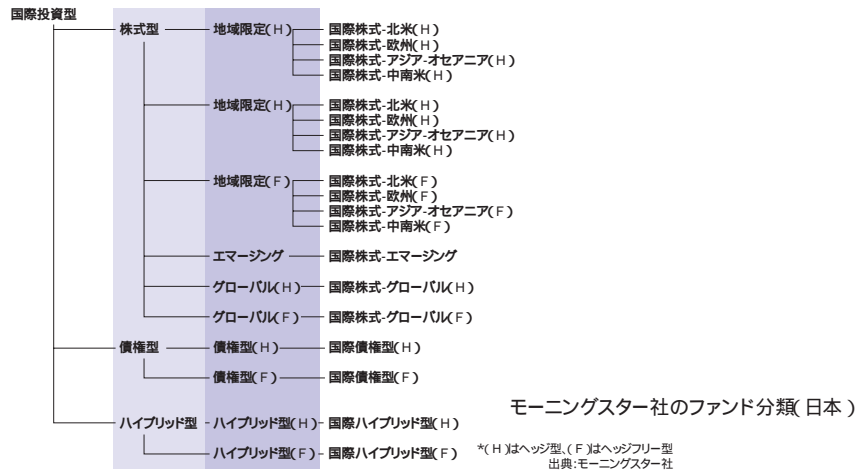 国際投資型
株式型 地域限定(H) 国際株式-北米(H)
国際株式-欧州(H)
国際株式-アジア-オセアニア(H)
国際株式-中南米(H)
地域限定(H) 国際株式-北米(H)
国際株式-欧州(H)
国際株式-アジア-オセアニア(H)
国際株式-中南米(H)
地域限定(F) 国際株式-北米(F)
国際株式-欧州(F)
国際株式-アジア-オセアニア(F)
国際株式-中南米(F)
エマージング 国際株式-エマージング
グローバル(H) 国際株式-グローバル(H)
グローバル(F) 国際株式-グローバル(F)
債権型 債権型(H) 国際債権型(H)
債権型(F) 国際債権型(F)
ハイブリッド型 ハイブリッド型(H) 国際ハイブリッド型(H)
ハイブリッド型(F) 国際ハイブリッド型(F)
モーニングスター社のファンド分類(日本)
*(H)はヘッジ型、(F)はヘッジフリー型
出典:モーニングスター社